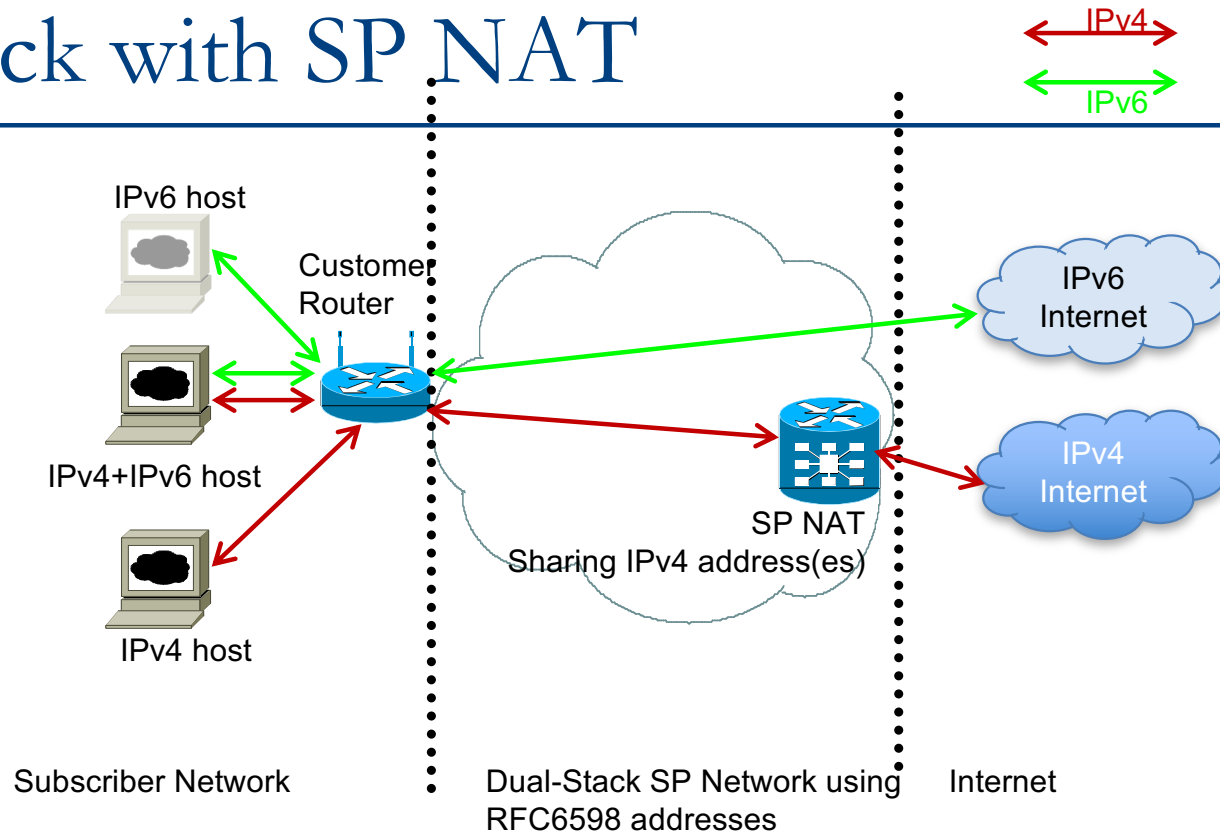 ck with SP NAT
IPv4
IPv6
IPv6 host
Customer
Router
IPv6
Internet
IPv4+IPv6 host
IPv4
Internet
SP NAT
Sharing IPv4 address(es)
IPv4 host
Subscriber Network
Dual-Stack SP Network using
RFC6598 addresses
Internet